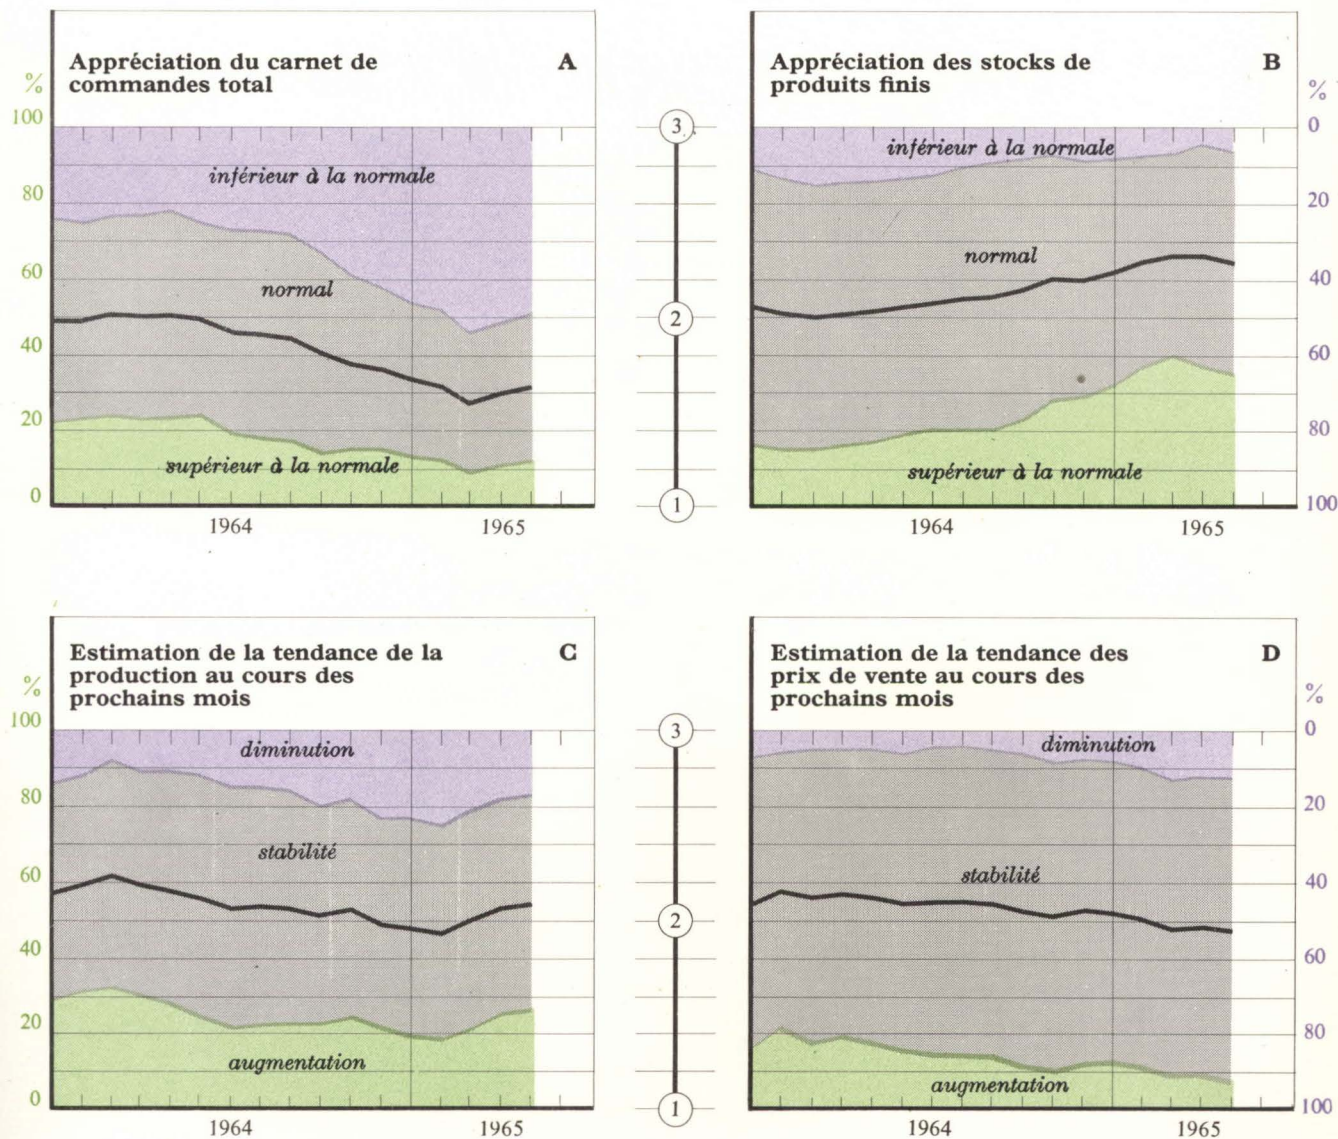 Appréciation du carnet de
commandes total
A
%
100
80
60
40
20
0
inférieur à la normale
normal
supérieur à la normale
1964
1965
3
2
1
Appréciation des stocks de
produits finis
B
%
0
20
40
60
80
100
inférieur à la normale
normal
supérieur à la normale
1964
1965
Estimation de la tendance de la
production au cours des
prochains mois
C
%
100
80
60
40
20
0
diminution
stabilité
augmentation
1964
1965
3
2
1
Estimation de la tendance des
prix de vente au cours des
prochains mois
D
%
0
20
40
60
80
100
diminution
stabilité
augmentation
1964
1965